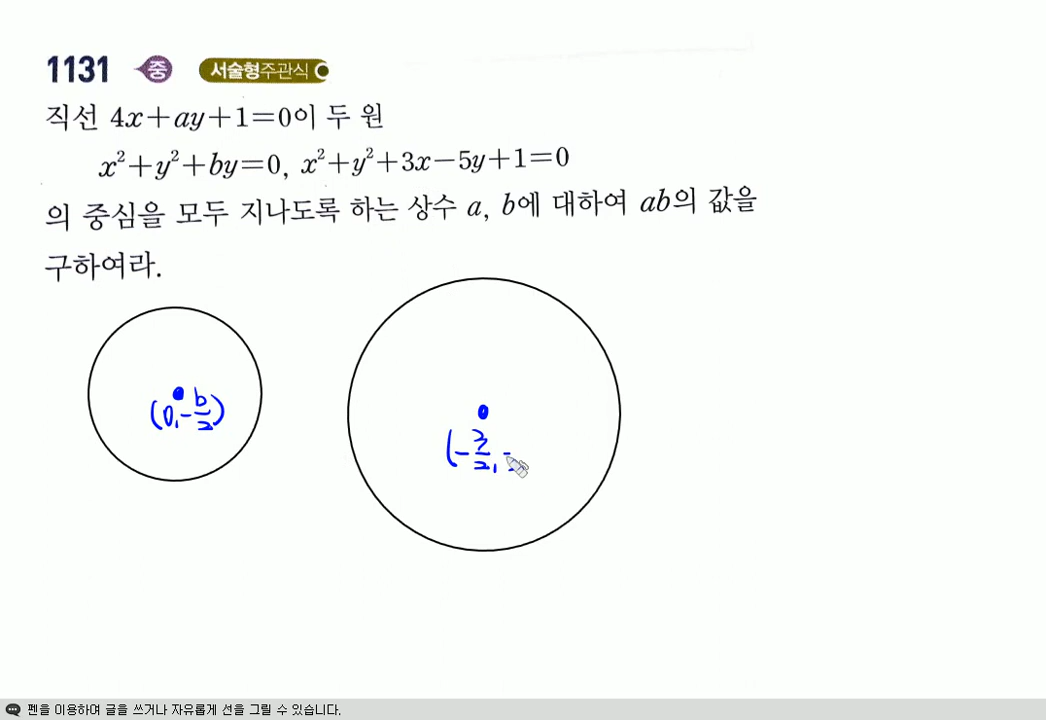 1131 중 서술형주관식
직선 4x+ay+1=0이 두 원
x²+y²+by=0, x²+y²+3x-5y+1=0
의 중심을 모두 지나도록 하는 상수 a, b에 대하여 ab의 값을
구하여라.
(0, -b/2)
(-3/2,
펜을 이용하여 글을 쓰거나 자유롭게 선을 그릴 수 있습니다.